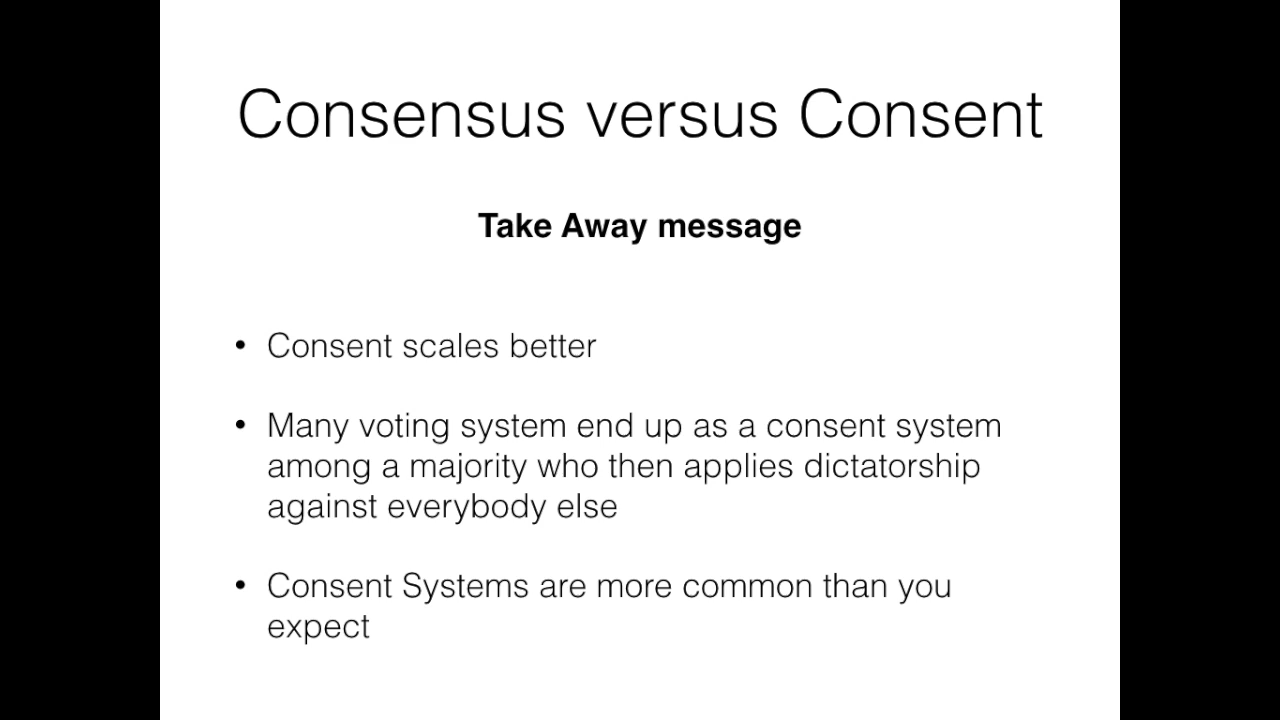 Consensus versus Consent
Take Away message
• Consent scales better
• Many voting system end up as a consent system
among a majority who then applies dictatorship
against everybody else
• Consent Systems are more common than you
expect